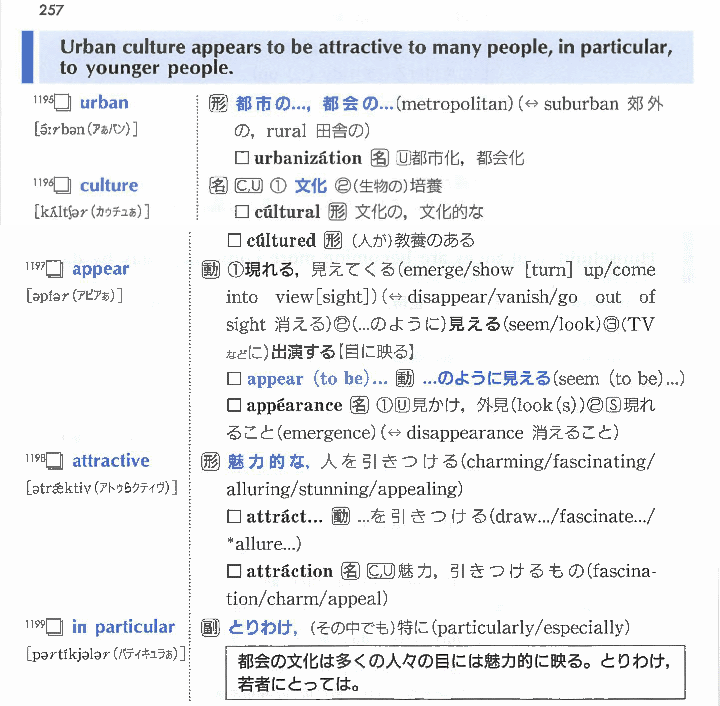 257
Urban culture appears to be attractive to many people, in particular,
to younger people.
1195□ urban 形 都市の…, 都会の…(metropolitan)(↔ suburban 郊外
[ə́ːrbən(アぁバン)] の, rural 田舎の)
□ urbanizátion 名 U都市化, 都会化
1196□ culture 名 C,U ① 文化 ②(生物の)培養
[kʌ́ltʃər(カウチュぁ)] □ cúltural 形 文化の, 文化的な
□ cúltured 形 (人が)教養のある
1197□ appear 動 ①現れる, 見えてくる(emerge/show [turn] up/come
[əpíər(アピアぁ)] into view[sight])(↔ disappear/vanish/go out of
sight 消える)②(…のように)見える(seem/look)③(TV
などに)出演する【目に映る】
□ appear (to be)… 動 …のように見える(seem (to be)…)
□ appéarance 名 ①U見かけ, 外見(look(s))②S現れ
ること(emergence)(↔ disappearance 消えること)
1198□ attractive 形 魅力的な, 人を引きつける(charming/fascinating/
[ətrǽktiv(アトゥらクティヴ)] alluring/stunning/appealing)
□ attráct… 動 …を引きつける(draw…/fascinate…/
*allure…)
□ attráction 名 C,U魅力, 引きつけるもの(fascina-
tion/charm/appeal)
1199□ in particular 副 とりわけ, (その中でも)特に(particularly/especially)
[pərtíkjələr(パティキュラぁ)] 都会の文化は多くの人々の目には魅力的に映る。とりわけ,
若者にとっては。